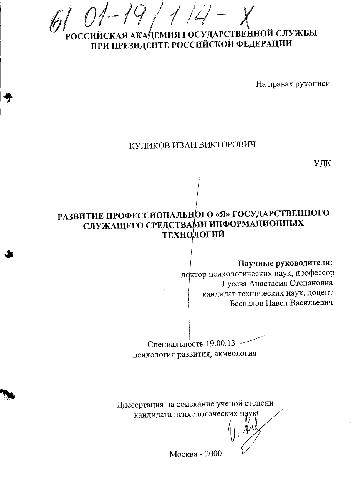 61 01-19/114-X
РОССИЙСКАЯ АКАДЕМИЯ ГОСУДАРСТВЕННОЙ СЛУЖБЫ
ПРИ ПРЕЗИДЕНТЕ РОССИЙСКОЙ ФЕДЕРАЦИИ
На правах рукописи
КУЛИКОВ ИВАН ВИКТОРОВИЧ
УДК
РАЗВИТИЕ ПРОФЕССИОНАЛЬНОГО «Я» ГОСУДАРСТВЕННОГО
СЛУЖАЩЕГО СРЕДСТВАМИ ИНФОРМАЦИОННЫХ
ТЕХНОЛОГИЙ
Научные руководители:
доктор психологических наук, профессор
Анастасия Степановна
кандидат технических наук, доцент
Беспалов Павел Васильевич
Специальность 19.00.13
психология развития, акмеология
Диссертация на соискание ученой степени
кандидата психологических наук
Москва - 2000